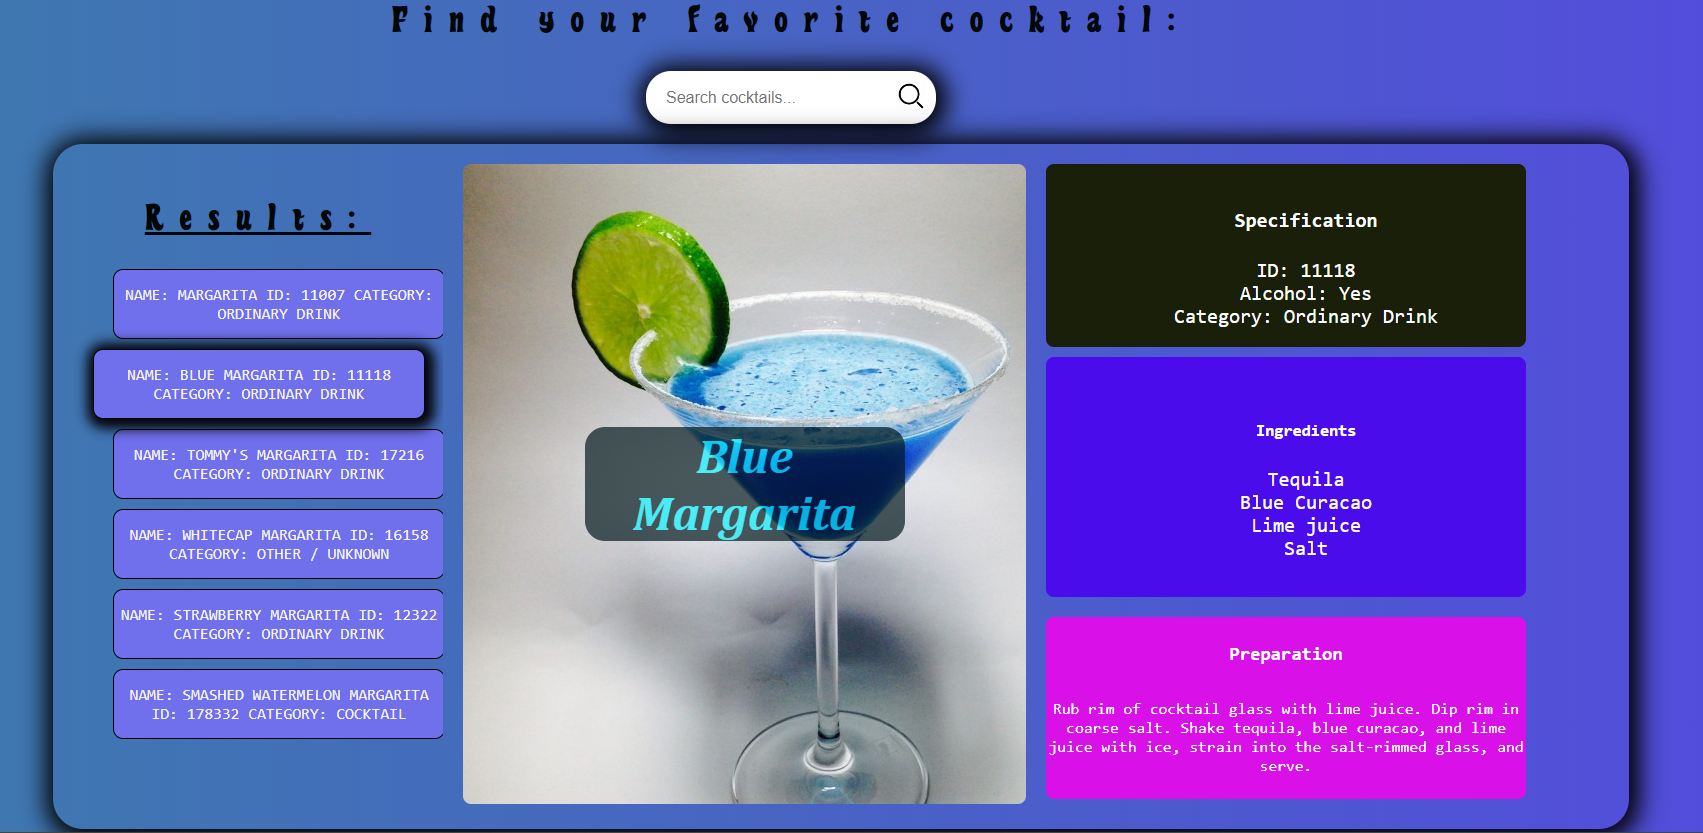 Find your favorite cocktail:
Search cocktails...
Results:
NAME: MARGARITA ID: 11007 CATEGORY:
ORDINARY DRINK
NAME: BLUE MARGARITA ID: 11118
CATEGORY: ORDINARY DRINK
NAME: TOMMY'S MARGARITA ID: 17216
CATEGORY: ORDINARY DRINK
NAME: WHITECAP MARGARITA ID: 16158
CATEGORY: OTHER / UNKNOWN
NAME: STRAWBERRY MARGARITA ID: 12322
CATEGORY: ORDINARY DRINK
NAME: SMASHED WATERMELON MARGARITA
ID: 178332 CATEGORY: COCKTAIL
Blue
Margarita
Specification
ID: 11118
Alcohol: Yes
Category: Ordinary Drink
Ingredients
Tequila
Blue Curacao
Lime juice
Salt
Preparation
Rub rim of cocktail glass with lime juice. Dip rim in
coarse salt. Shake tequila, blue curacao, and lime
juice with ice, strain into the salt-rimmed glass, and
serve.